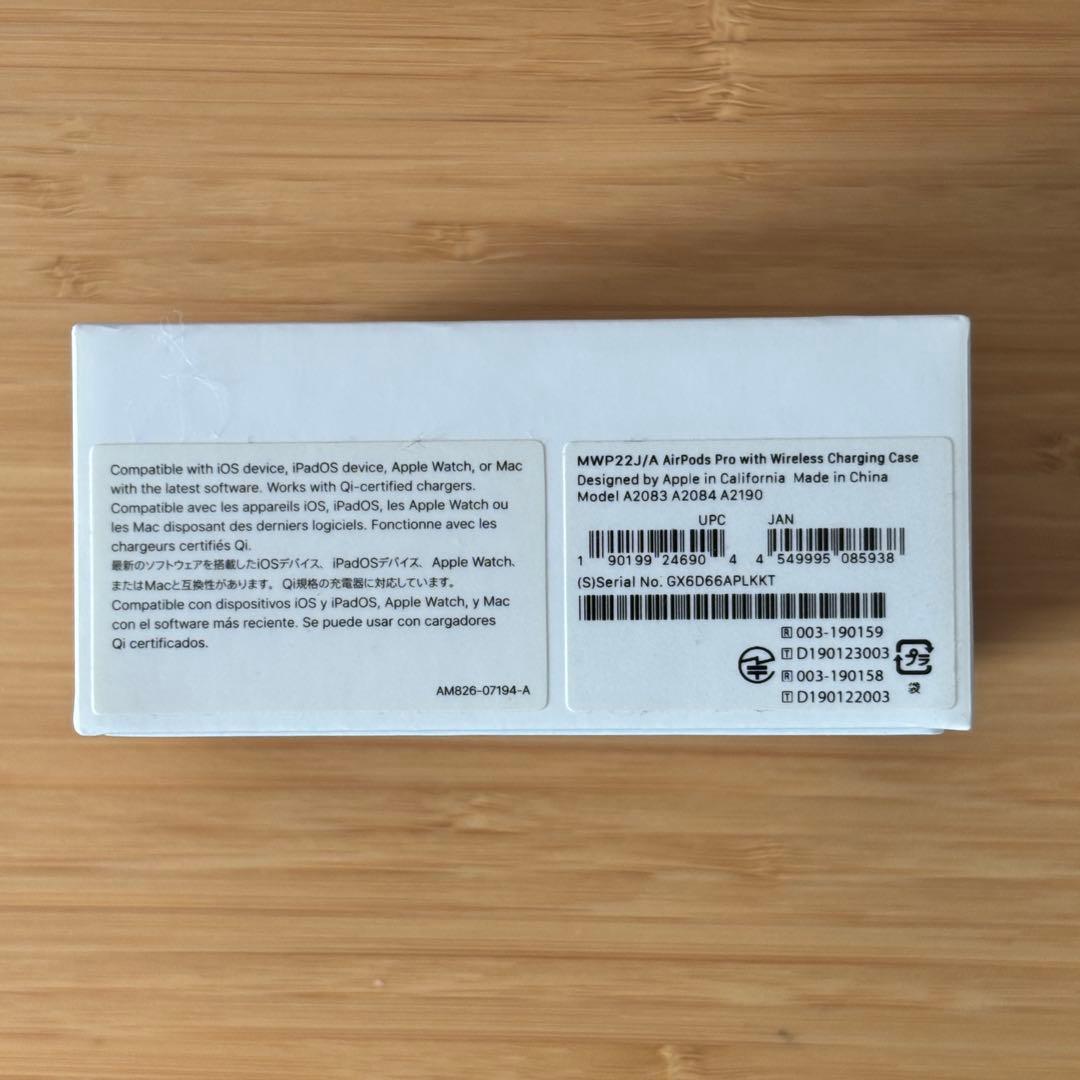 Compatible with iOS device, iPadOS device, Apple Watch, or Mac
with the latest software. Works with Qi-certified chargers.
Compatible avec les appareils iOS, iPadOS, les Apple Watch ou
les Mac disposant des derniers logiciels. Fonctionne avec les
chargeurs certifiés Qi.
最新のソフトウェアを搭載したiOSデバイス、iPadOSデバイス、Apple Watch、
またはMacと互換性があります。Qi規格の充電器に対応しています。
Compatible con dispositivos iOS y iPadOS, Apple Watch, y Mac
con el software más reciente. Se puede usar con cargadores
Qi certificados.
AM826-07194-A
MWP22J/A AirPods Pro with Wireless Charging Case
Designed by Apple in California Made in China
Model A2083 A2084 A2190
UPC JAN
1 90199 24690 4 4 549995 085938
(S)Serial No. GX6D66APLKKT
R 003-190159
T D190123003
R 003-190158
T D190122003
プラ
袋